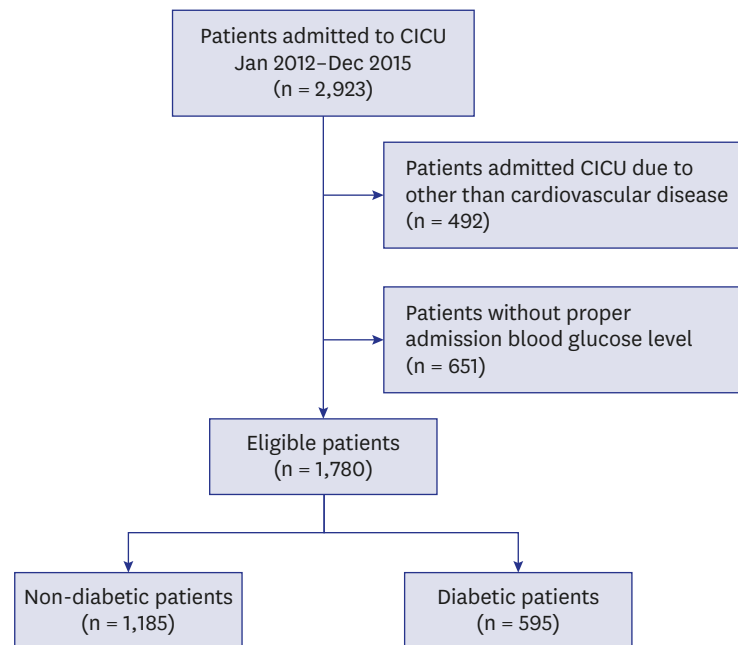 Patients admitted to CICU
Jan 2012–Dec 2015
(n = 2,923)
Patients admitted CICU due to
other than cardiovascular disease
(n = 492)
Patients without proper
admission blood glucose level
(n = 651)
Eligible patients
(n = 1,780)
Non-diabetic patients
(n = 1,185)
Diabetic patients
(n = 595)